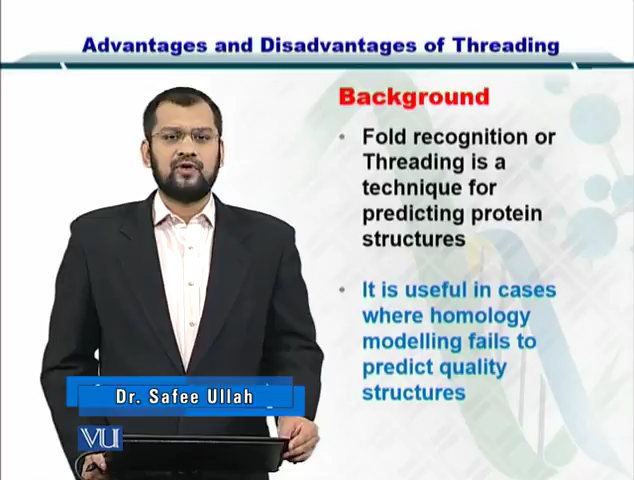 Advantages and Disadvantages of Threading
Background
• Fold recognition or
Threading is a
technique for
predicting protein
structures
• It is useful in cases
where homology
modelling fails to
predict quality
structures
Dr. Safee Ullah
VU